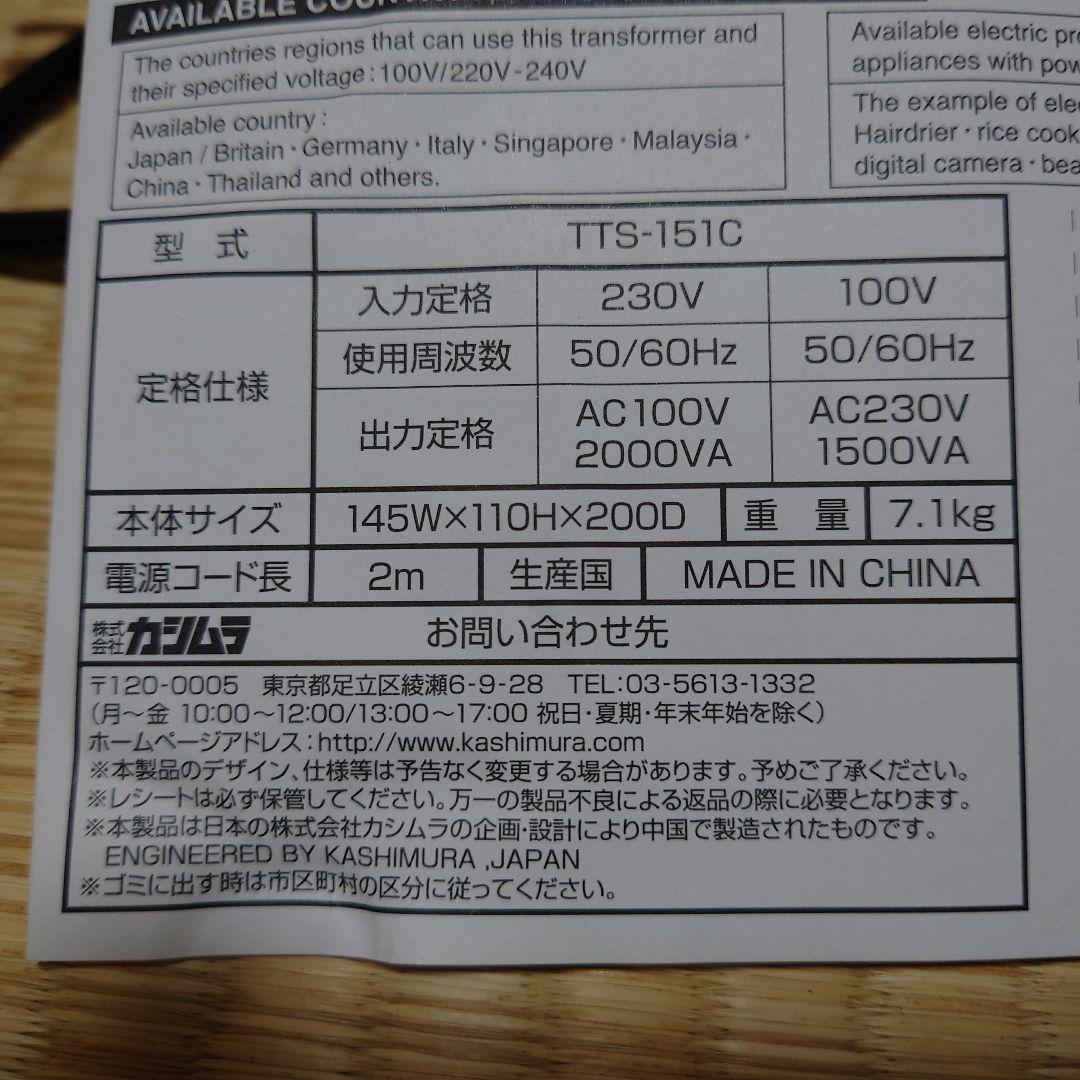 AVAILABLE
The countries regions that can use this transformer and
their specified voltage:100V/220V-240V
Available country:
Japan / Britain・Germany・Italy・Singapore・Malaysia・
China・Thailand and others.
Available electric
appliances with
The example of
Hairdrier・rice
digital camera・
型 式 TTS-151C
定格仕様
入力定格 230V 100V
使用周波数 50/60Hz 50/60Hz
出力定格 AC100V 2000VA AC230V 1500VA
本体サイズ 145W×110H×200D 重 量 7.1kg
電源コード長 2m 生産国 MADE IN CHINA
株式会社カシムラ お問い合わせ先
〒120-0005 東京都足立区綾瀬6-9-28 TEL:03-5613-1332
(月〜金 10:00〜12:00/13:00〜17:00 祝日・夏期・年末年始を除く)
ホームページアドレス:http://www.kashimura.com
※本製品のデザイン、仕様等は予告なく変更する場合があります。予めご了承ください。
※レシートは必ず保管してください。万一の製品不良による返品の際に必要となります。
※本製品は日本の株式会社カシムラの企画・設計により中国で製造されたものです。
ENGINEERED BY KASHIMURA ,JAPAN
※ゴミに出す時は市区町村の区分に従ってください。